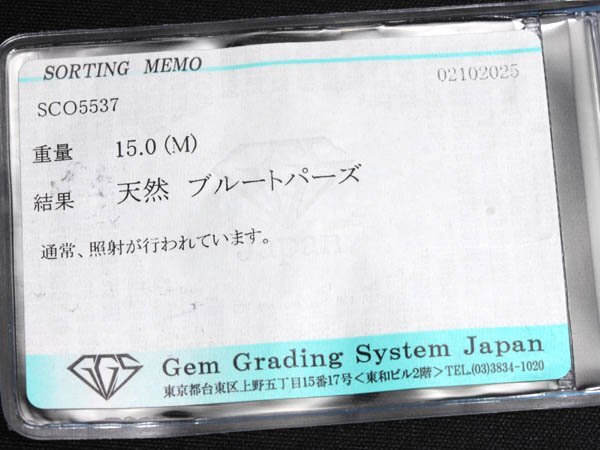 SORTING MEMO
02102025
SCO5537
重量 15.0 (M)
結果 天然 ブルートパーズ
通常、照射が行われています。
Japan
GGS Gem Grading System Japan
東京都台東区上野五丁目15番17号＜東和ビル2階＞TEL.(03)3834-1020